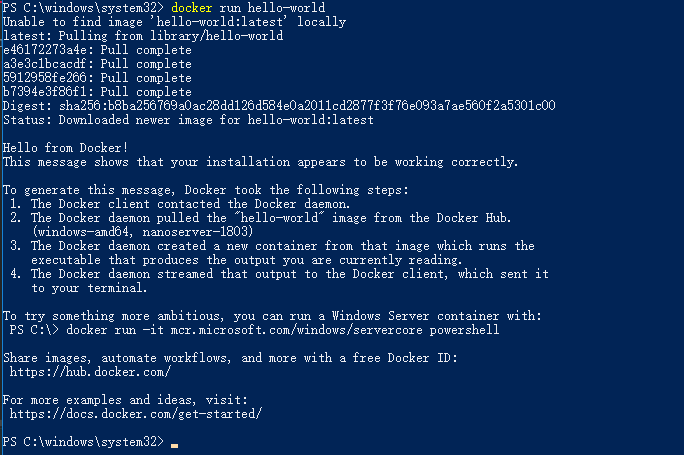 PS C:\windows\system32> docker run hello-world
Unable to find image 'hello-world:latest' locally
latest: Pulling from library/hello-world
e46172273a4e: Pull complete
a3e3c1bcacdf: Pull complete
5912958fe266: Pull complete
b7394e3f86f1: Pull complete
Digest: sha256:b8ba256769a0ac28dd126d584e0a2011cd2877f3f76e093a7ae560f2a5301c00
Status: Downloaded newer image for hello-world:latest
Hello from Docker!
This message shows that your installation appears to be working correctly.
To generate this message, Docker took the following steps:
1. The Docker client contacted the Docker daemon.
2. The Docker daemon pulled the "hello-world" image from the Docker Hub.
(windows-amd64, nanoserver-1803)
3. The Docker daemon created a new container from that image which runs the
executable that produces the output you are currently reading.
4. The Docker daemon streamed that output to the Docker client, which sent it
to your terminal.
To try something more ambitious, you can run a Windows Server container with:
PS C:\> docker run -it mcr.microsoft.com/windows/servercore powershell
Share images, automate workflows, and more with a free Docker ID:
https://hub.docker.com/
For more examples and ideas, visit:
https://docs.docker.com/get-started/
PS C:\windows\system32>